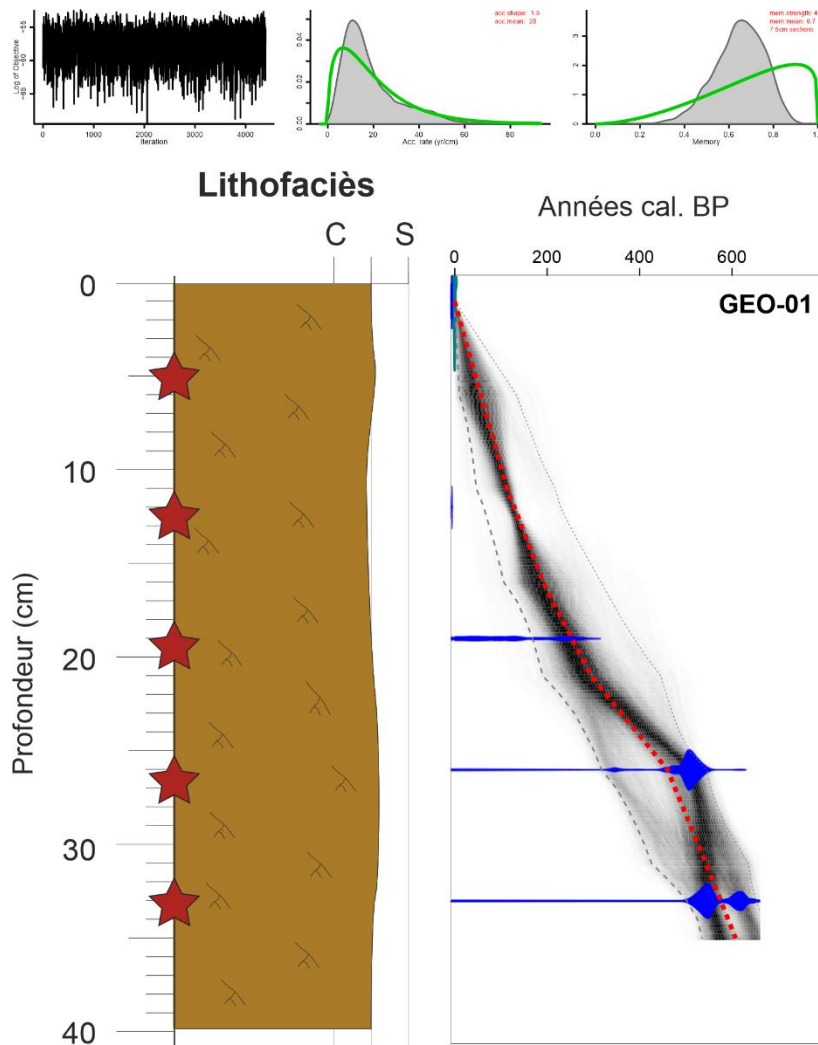 acc shape: 1.5
acc mean: 20
mem strength: 4
mem mean: 0.7
7 5cm sections
Log of Objective
-55
-60
-65
0 1000 2000 3000 4000
Iteration
0.00 0.02 0.04
0 20 40 60 80
Acc. rate (yr/cm)
0 1 2 3
0.0 0.2 0.4 0.6 0.8
Memory
Lithofaciès
Années cal. BP
C S
0 200 400 600
GEO-01
Profondeur (cm)
0
10
20
30
40